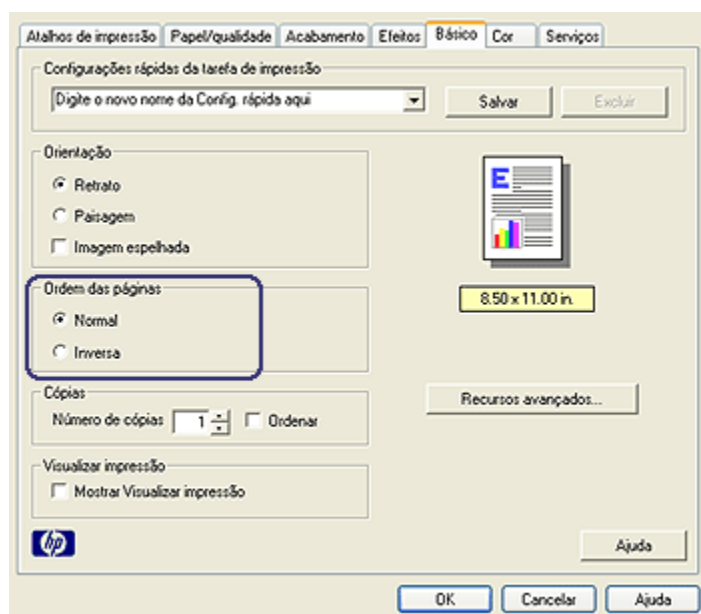 Atalhos de impressão Papel/qualidade Acabamento Efeitos Básico Cor Serviços
Configurações rápidas da tarefa de impressão
Digite o novo nome da Config. rápida aqui Salvar Excluir
Orientação
Retrato
Paisagem
Imagem espelhada
E
8.50 x 11.00 in.
Ordem das páginas
Normal
Inversa
Cópias
Número de cópias 1 Ordenar
Recursos avançados...
Visualizar impressão
Mostrar Visualizar impressão
hp
Ajuda
OK Cancelar Ajuda